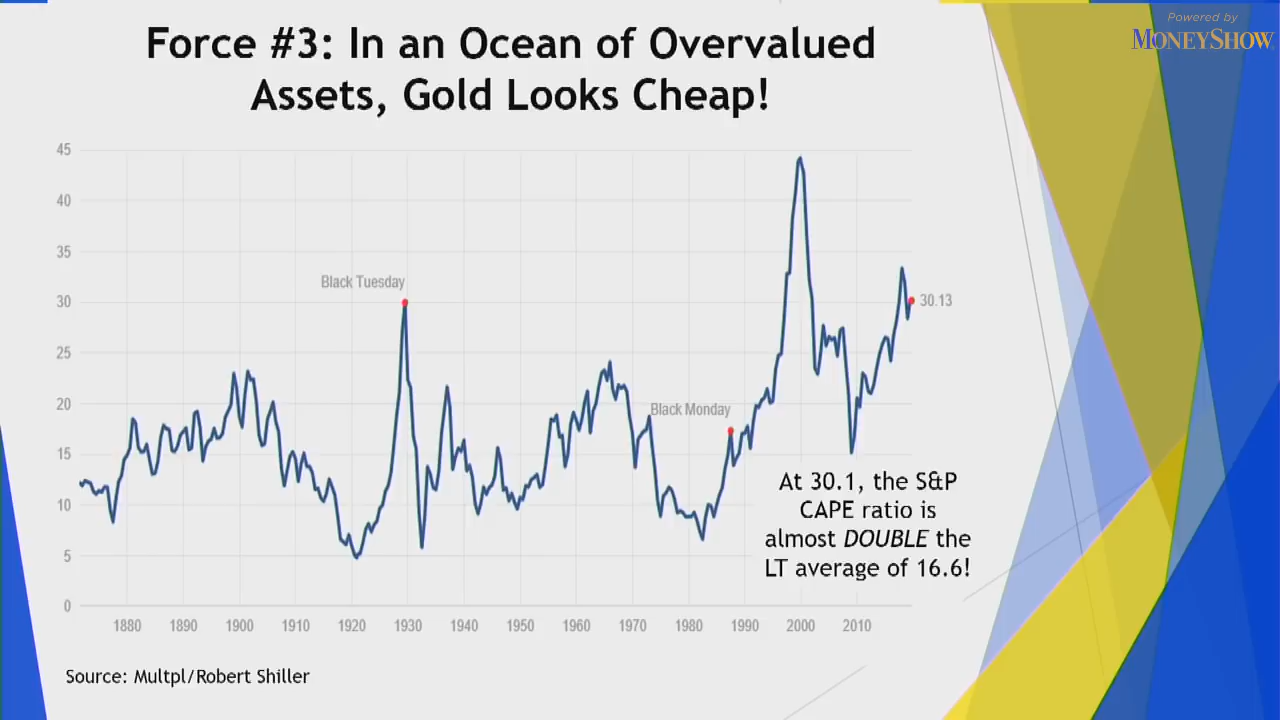 Powered by
MONEYSHOW
Force #3: In an Ocean of Overvalued
Assets, Gold Looks Cheap!
45
40
35
30
25
20
15
10
5
0
Black Tuesday
30.13
Black Monday
At 30.1, the S&P
CAPE ratio is
almost DOUBLE the
LT average of 16.6!
1880 1890 1900 1910 1920 1930 1940 1950 1960 1970 1980 1990 2000 2010
Source: Multpl/Robert Shiller